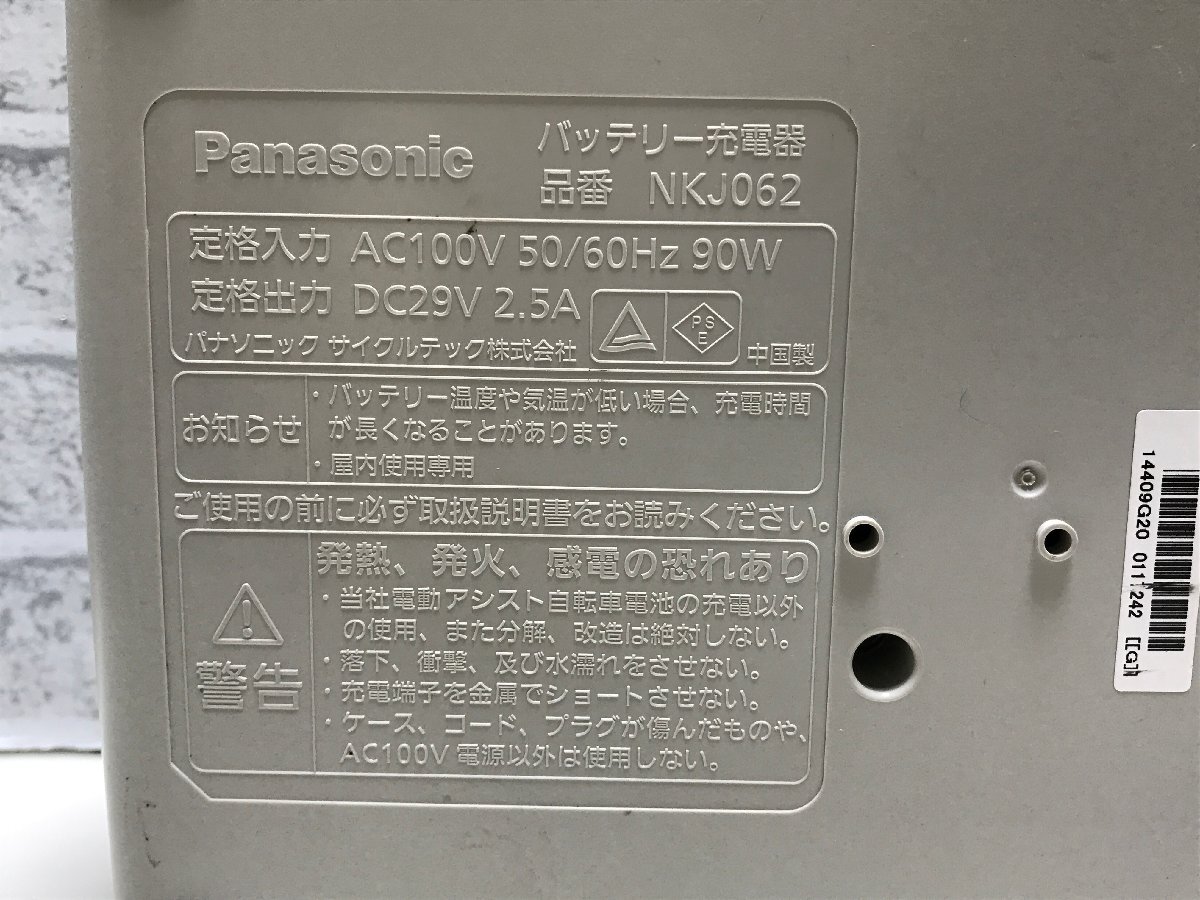 Panasonic
バッテリー充電器
品番 NKJ062
定格入力 AC100V 50/60Hz 90W
定格出力 DC29V 2.5A
PS
E
パナソニック サイクルテック株式会社
中国製
お知らせ
・バッテリー温度や気温が低い場合、充電時間
が長くなることがあります。
・屋内使用専用
ご使用の前に必ず取扱説明書をお読みください。
警告
発熱、発火、感電の恐れあり
・当社電動アシスト自転車電池の充電以外
の使用、また分解、改造は絶対しない。
・落下、衝撃、及び水濡れをさせない。
・充電端子を金属でショートさせない。
・ケース、コード、プラグが傷んだものや、
AC100V 電源以外は使用しない。
14409G20 0111242